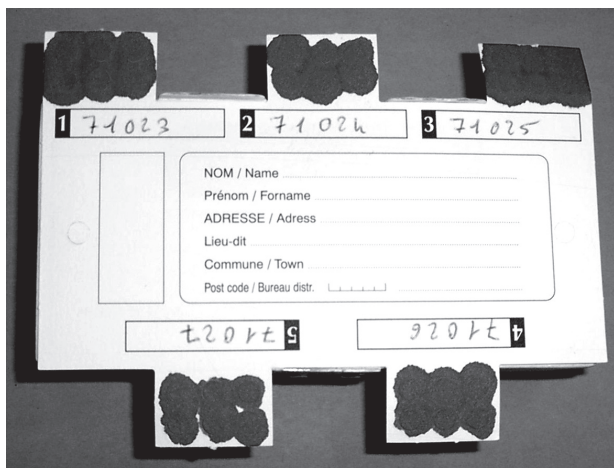 1 71023
2 71024
3 71025
NOM / Name
Prénom / Forname
ADRESSE / Adress
Lieu-dit
Commune / Town
Post code / Bureau distr.
5 71027
4 71026